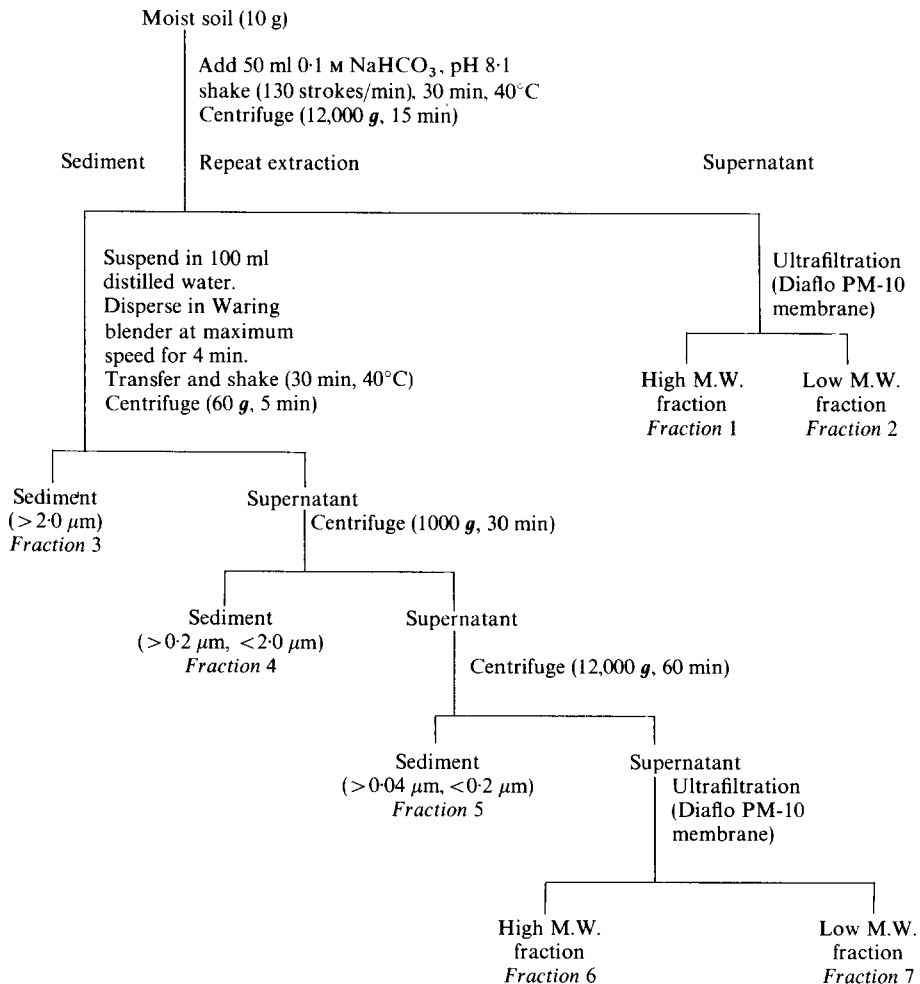 Moist soil (10 g)
Add 50 ml 0·1 M NaHCO₃, pH 8·1
shake (130 strokes/min), 30 min, 40°C
Centrifuge (12,000 g, 15 min)
Sediment
Repeat extraction
Supernatant
Suspend in 100 ml
distilled water.
Disperse in Waring
blender at maximum
speed for 4 min.
Transfer and shake (30 min, 40°C)
Centrifuge (60 g, 5 min)
Ultrafiltration
(Diaflo PM-10
membrane)
High M.W.
fraction
Fraction 1
Low M.W.
fraction
Fraction 2
Sediment
(>2·0 μm)
Fraction 3
Supernatant
Centrifuge (1000 g, 30 min)
Sediment
(>0·2 μm, <2·0 μm)
Fraction 4
Supernatant
Centrifuge (12,000 g, 60 min)
Sediment
(>0·04 μm, <0·2 μm)
Fraction 5
Supernatant
Ultrafiltration
(Diaflo PM-10
membrane)
High M.W.
fraction
Fraction 6
Low M.W.
fraction
Fraction 7